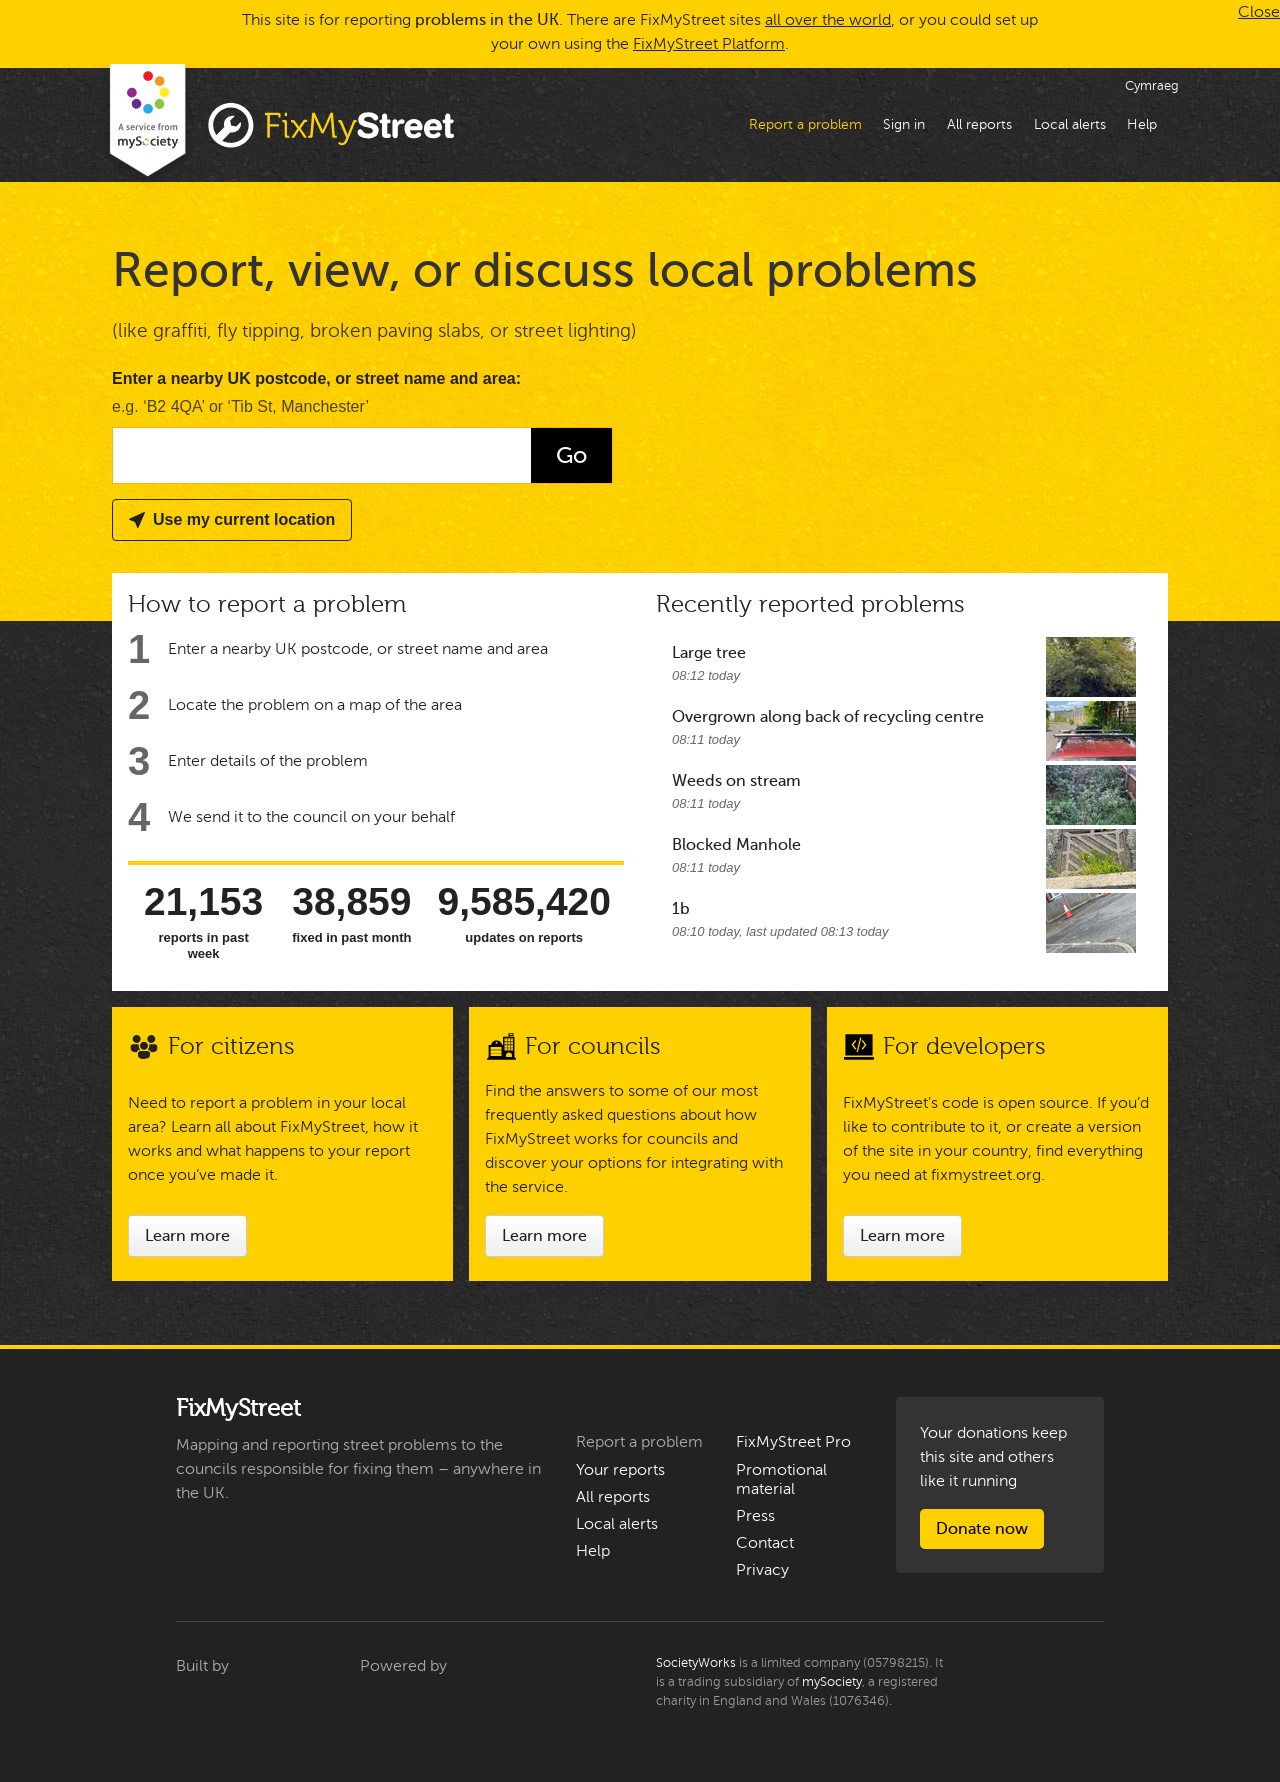 This site is for reporting problems in the UK. There are FixMyStreet sites all over the world, or you could set up
your own using the FixMyStreet Platform.
Close
Cymraeg
A service from
mySociety
FixMyStreet
Report a problem
Sign in
All reports
Local alerts
Help
Report, view, or discuss local problems
(like graffiti, fly tipping, broken paving slabs, or street lighting)
Enter a nearby UK postcode, or street name and area:
e.g. ‘B2 4QA’ or ‘Tib St, Manchester’
Go
Use my current location
How to report a problem
1 Enter a nearby UK postcode, or street name and area
2 Locate the problem on a map of the area
3 Enter details of the problem
4 We send it to the council on your behalf
21,153
reports in past
week
38,859
fixed in past month
9,585,420
updates on reports
Recently reported problems
Large tree
08:12 today
Overgrown along back of recycling centre
08:11 today
Weeds on stream
08:11 today
Blocked Manhole
08:11 today
1b
08:10 today, last updated 08:13 today
For citizens
Need to report a problem in your local
area? Learn all about FixMyStreet, how it
works and what happens to your report
once you’ve made it.
Learn more
For councils
Find the answers to some of our most
frequently asked questions about how
FixMyStreet works for councils and
discover your options for integrating with
the service.
Learn more
For developers
FixMyStreet’s code is open source. If you’d
like to contribute to it, or create a version
of the site in your country, find everything
you need at fixmystreet.org.
Learn more
FixMyStreet
Mapping and reporting street problems to the
councils responsible for fixing them – anywhere in
the UK.
Report a problem
Your reports
All reports
Local alerts
Help
FixMyStreet Pro
Promotional
material
Press
Contact
Privacy
Your donations keep
this site and others
like it running
Donate now
Built by
Powered by
SocietyWorks is a limited company (05798215). It
is a trading subsidiary of mySociety, a registered
charity in England and Wales (1076346).